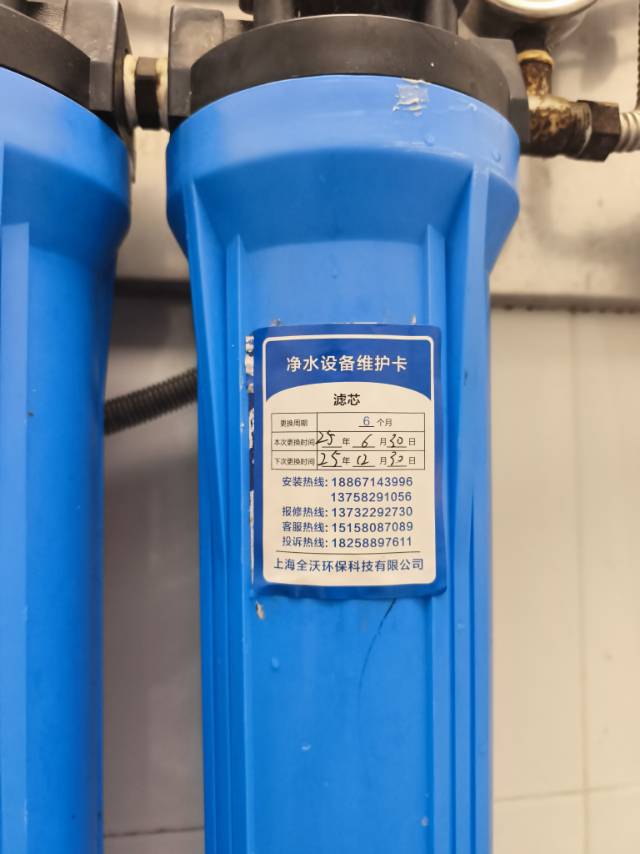 净水设备维护卡
滤芯
更换周期 6 个月
本次更换时间 25 年 6 月 30 日
下次更换时间 25 年 12 月 30 日
安装热线: 18867143996
13758291056
报修热线: 13732292730
客服热线: 15158087089
投诉热线: 18258897611
上海全沃环保科技有限公司